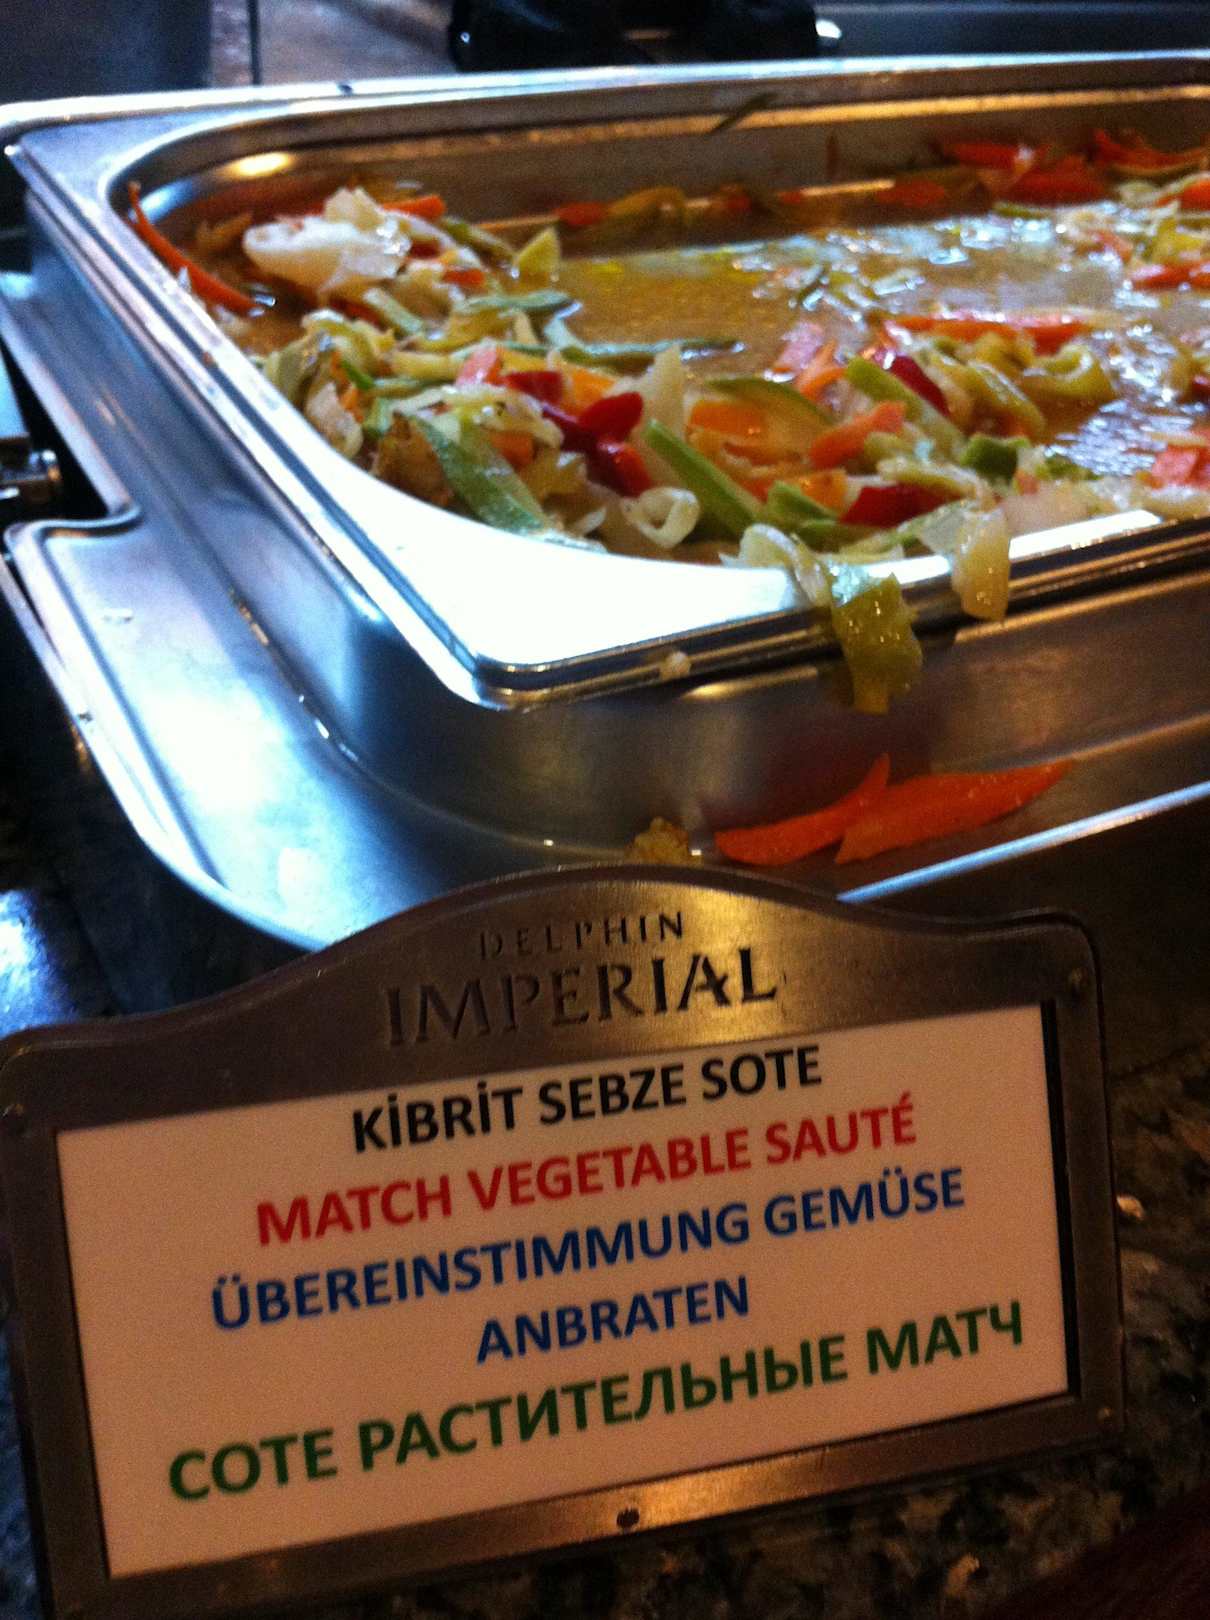 DELPHIN
IMPERIAL
KİBRİT SEBZE SOTE
MATCH VEGETABLE SAUTÉ
ÜBEREINSTIMMUNG GEMÜSE
ANBRATEN
СОТЕ РАСТИТЕЛЬНЫЕ МАТЧ